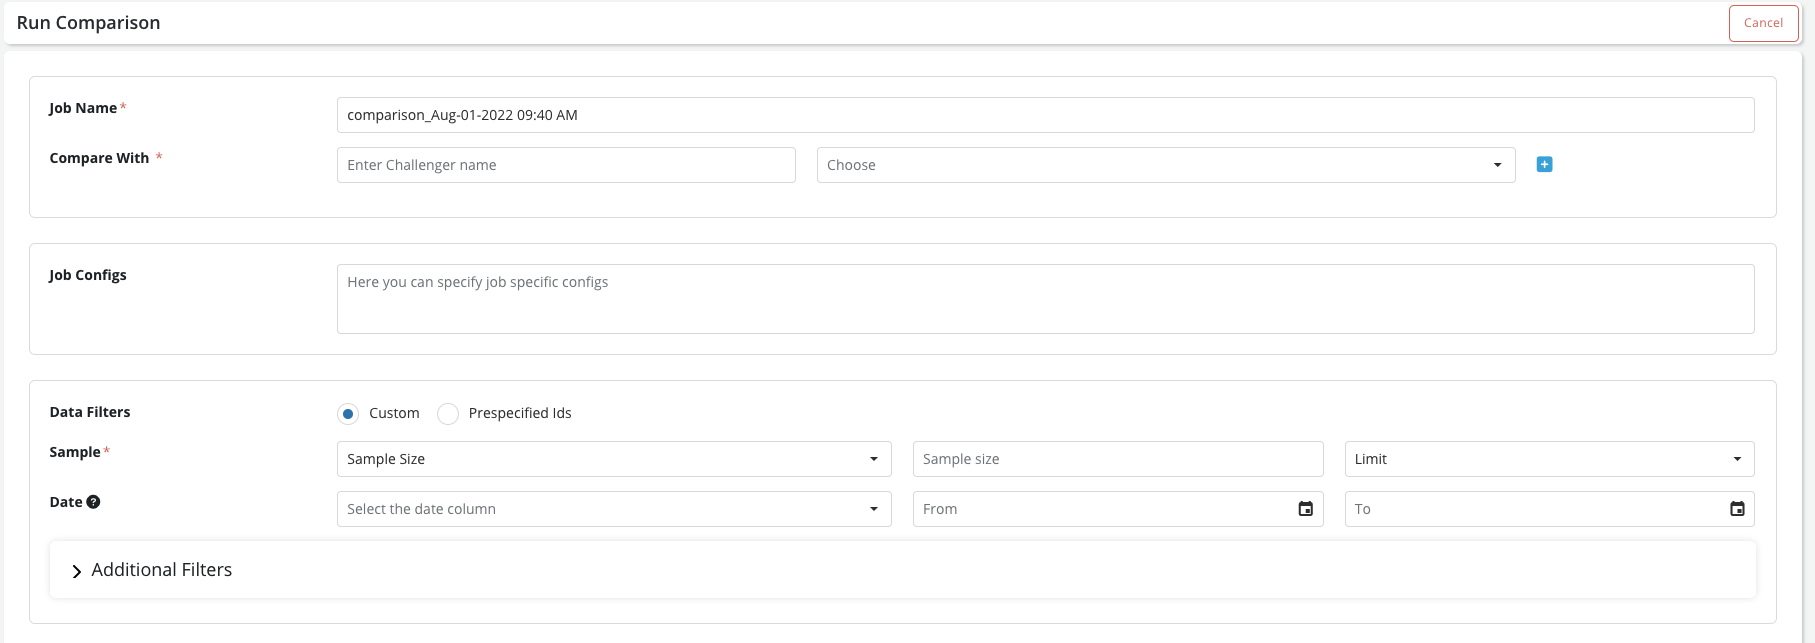 Run Comparison
Cancel
Job Name*
comparison_Aug-01-2022 09:40 AM
Compare With *
Enter Challenger name
Choose
Job Configs
Here you can specify job specific configs
Data Filters
Custom
Prespecified Ids
Sample*
Sample Size
Sample size
Limit
Date ?
Select the date column
From
To
Additional Filters